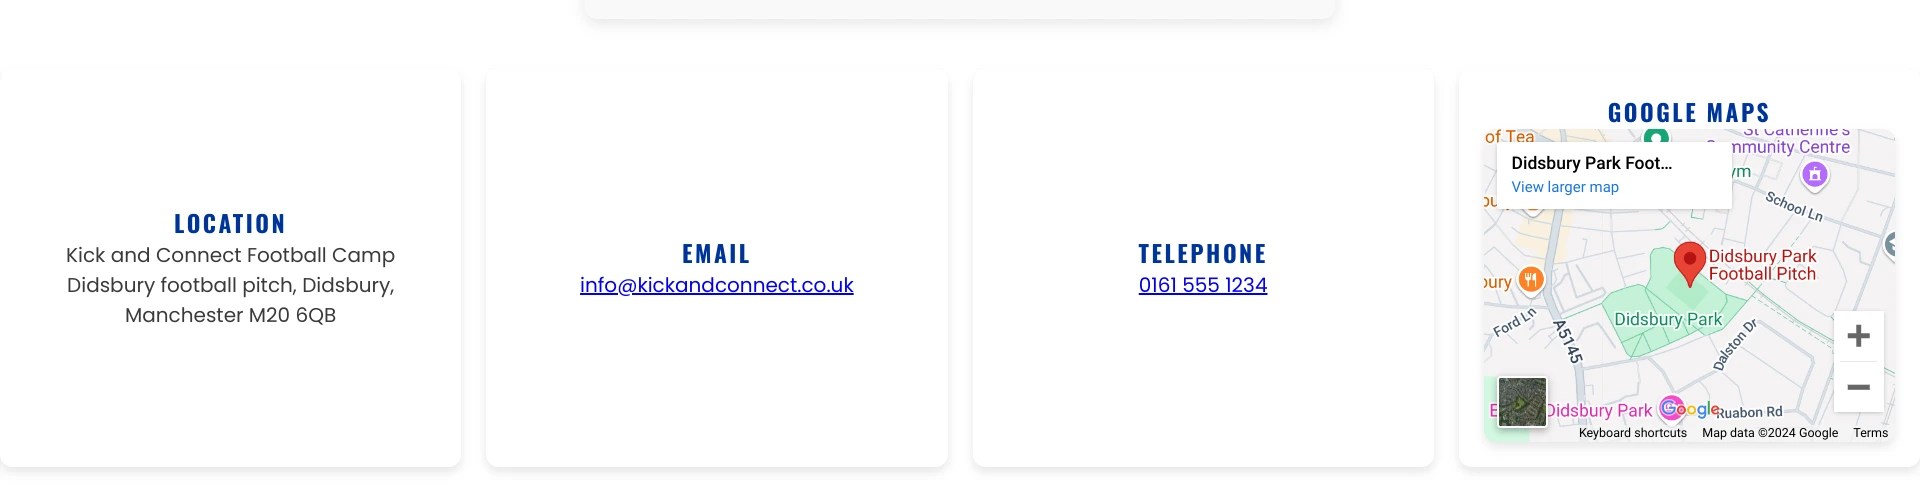 LOCATION
Kick and Connect Football Camp
Didsbury football pitch, Didsbury,
Manchester M20 6QB
EMAIL
info@kickandconnect.co.uk
TELEPHONE
0161 555 1234
GOOGLE MAPS
of Tea
St Catherine's
Community Centre
Didsbury Park Foot...
View larger map
ym
School Ln
Didsbury Park
Football Pitch
bury
Didsbury Park
Ford Ln
A5145
Dalston Dr
Didsbury Park
Google
Ruabon Rd
Keyboard shortcuts
Map data ©2024 Google
Terms